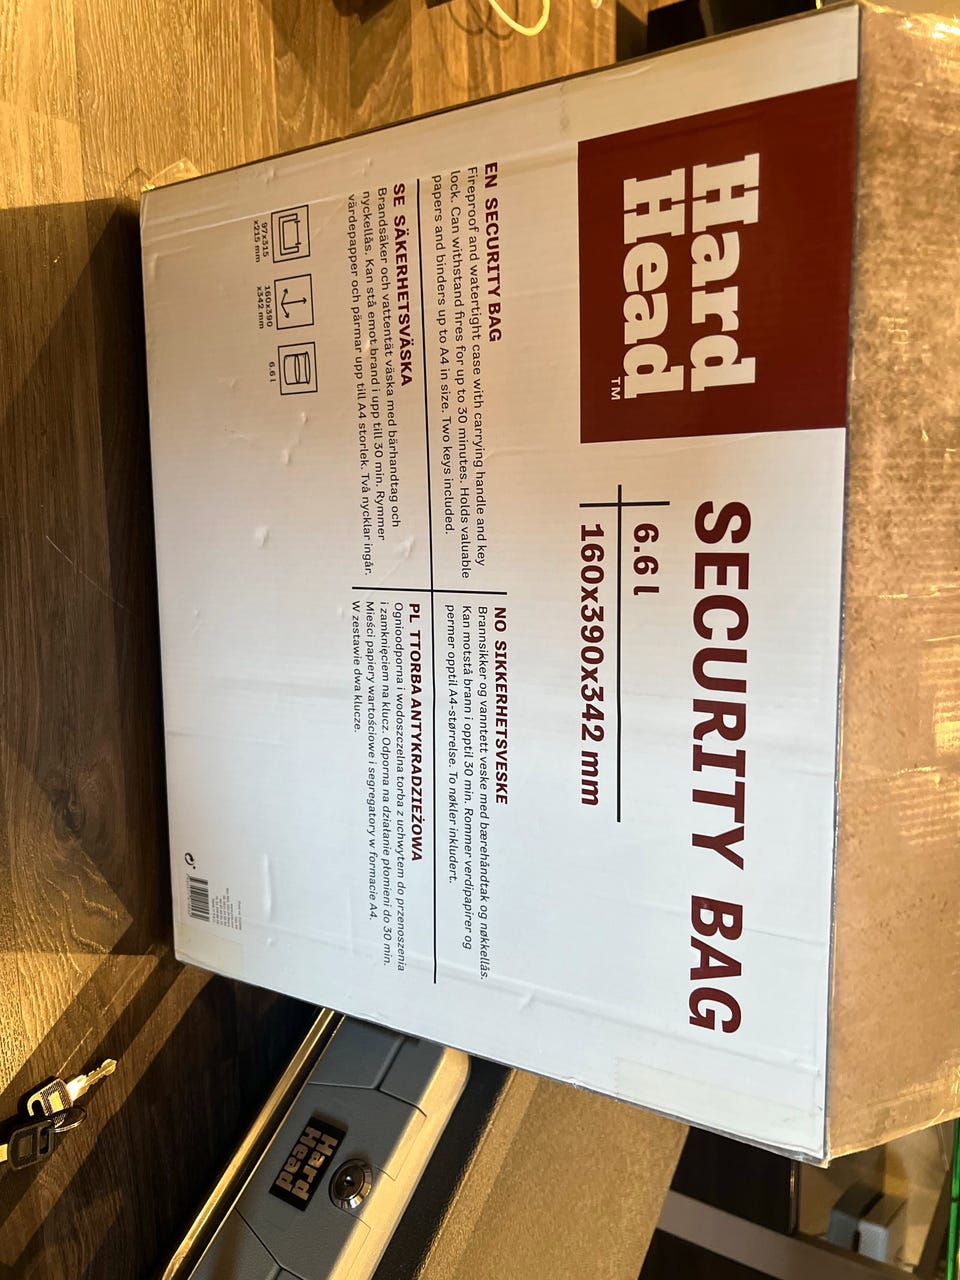 Hard
Head™
SECURITY BAG
6.6 l
160x390x342 mm
EN SECURITY BAG
Fireproof and watertight case with carrying handle and key
lock. Can withstand fires for up to 30 minutes. Holds valuable
papers and binders up to A4 in size. Two keys included.
NO SIKKERHETSVESKE
Brannsikker og vanntett veske med bærehåndtak og nøkkellås.
Kan motstå brann i opptil 30 min. Rommer verdipapirer og
permer opptil A4-størrelse. To nøkler inkludert.
SE SÄKERHETSVÄSKA
Brandsäker och vattentät väska med bärhandtag och
nyckellås. Kan stå emot brand i upp till 30 min. Rymmer
värdepapper och pärmar upp till A4 storlek. Två nycklar ingår.
PL TTORBA ANTYKRADZIEŻOWA
Ognioodporna i wodoszczelna torba z uchwytem do przenoszenia
i zamknięciem na klucz. Odporna na działanie płomieni do 30 min.
Mieści papiery wartościowe i segregatory w formacie A4.
W zestawie dwa klucze.
97x315
x215 mm
160x390
x342 mm
6.6 l
Hard
Head